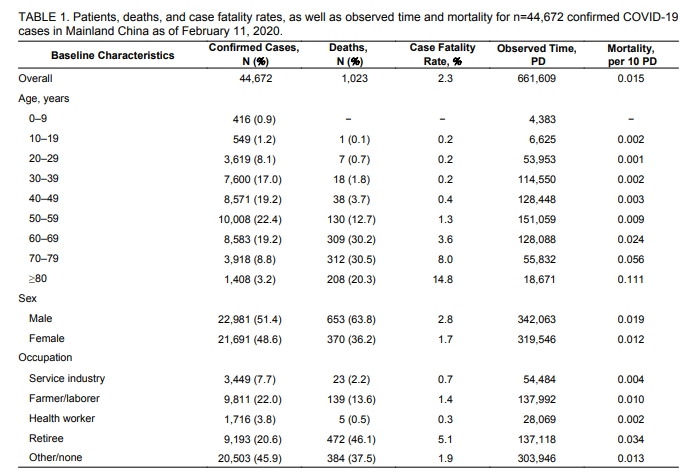 TABLE 1. Patients, deaths, and case fatality rates, as well as observed time and mortality for n=44,672 confirmed COVID-19
cases in Mainland China as of February 11, 2020.
Baseline Characteristics Confirmed Cases, N (%) Deaths, N (%) Case Fatality Rate, % Observed Time, PD Mortality, per 10 PD
Overall 44,672 1,023 2.3 661,609 0.015
Age, years
0–9 416 (0.9) – – 4,383 –
10–19 549 (1.2) 1 (0.1) 0.2 6,625 0.002
20–29 3,619 (8.1) 7 (0.7) 0.2 53,953 0.001
30–39 7,600 (17.0) 18 (1.8) 0.2 114,550 0.002
40–49 8,571 (19.2) 38 (3.7) 0.4 128,448 0.003
50–59 10,008 (22.4) 130 (12.7) 1.3 151,059 0.009
60–69 8,583 (19.2) 309 (30.2) 3.6 128,088 0.024
70–79 3,918 (8.8) 312 (30.5) 8.0 55,832 0.056
≥80 1,408 (3.2) 208 (20.3) 14.8 18,671 0.111
Sex
Male 22,981 (51.4) 653 (63.8) 2.8 342,063 0.019
Female 21,691 (48.6) 370 (36.2) 1.7 319,546 0.012
Occupation
Service industry 3,449 (7.7) 23 (2.2) 0.7 54,484 0.004
Farmer/laborer 9,811 (22.0) 139 (13.6) 1.4 137,992 0.010
Health worker 1,716 (3.8) 5 (0.5) 0.3 28,069 0.002
Retiree 9,193 (20.6) 472 (46.1) 5.1 137,118 0.034
Other/none 20,503 (45.9) 384 (37.5) 1.9 303,946 0.013